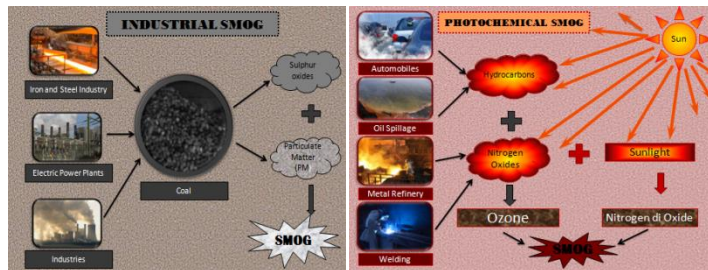 INDUSTRIAL SMOG
Iron and Steel Industry
Electric Power Plants
Industries
Coal
Sulphur
oxides
Particulate
Matter
(PM)
SMOG
PHOTOCHEMICAL SMOG
Sun
Automobiles
Hydrocarbons
Oil Spillage
Nitrogen
Oxides
Sunlight
Metal Refinery
Ozone
Nitrogen di Oxide
Welding
SMOG